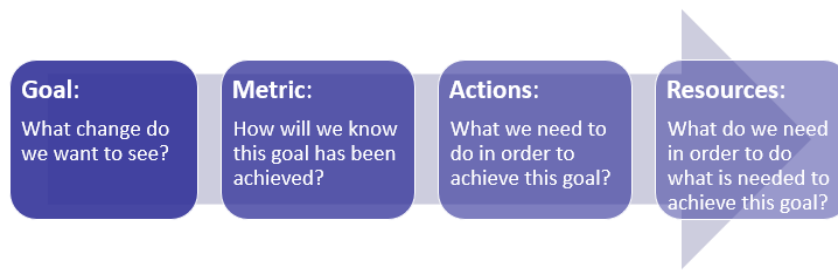 Goal:
What change do
we want to see?
Metric:
How will we know
this goal has been
achieved?
Actions:
What we need to
do in order to
achieve this goal?
Resources:
What do we need
in order to do
what is needed to
achieve this goal?